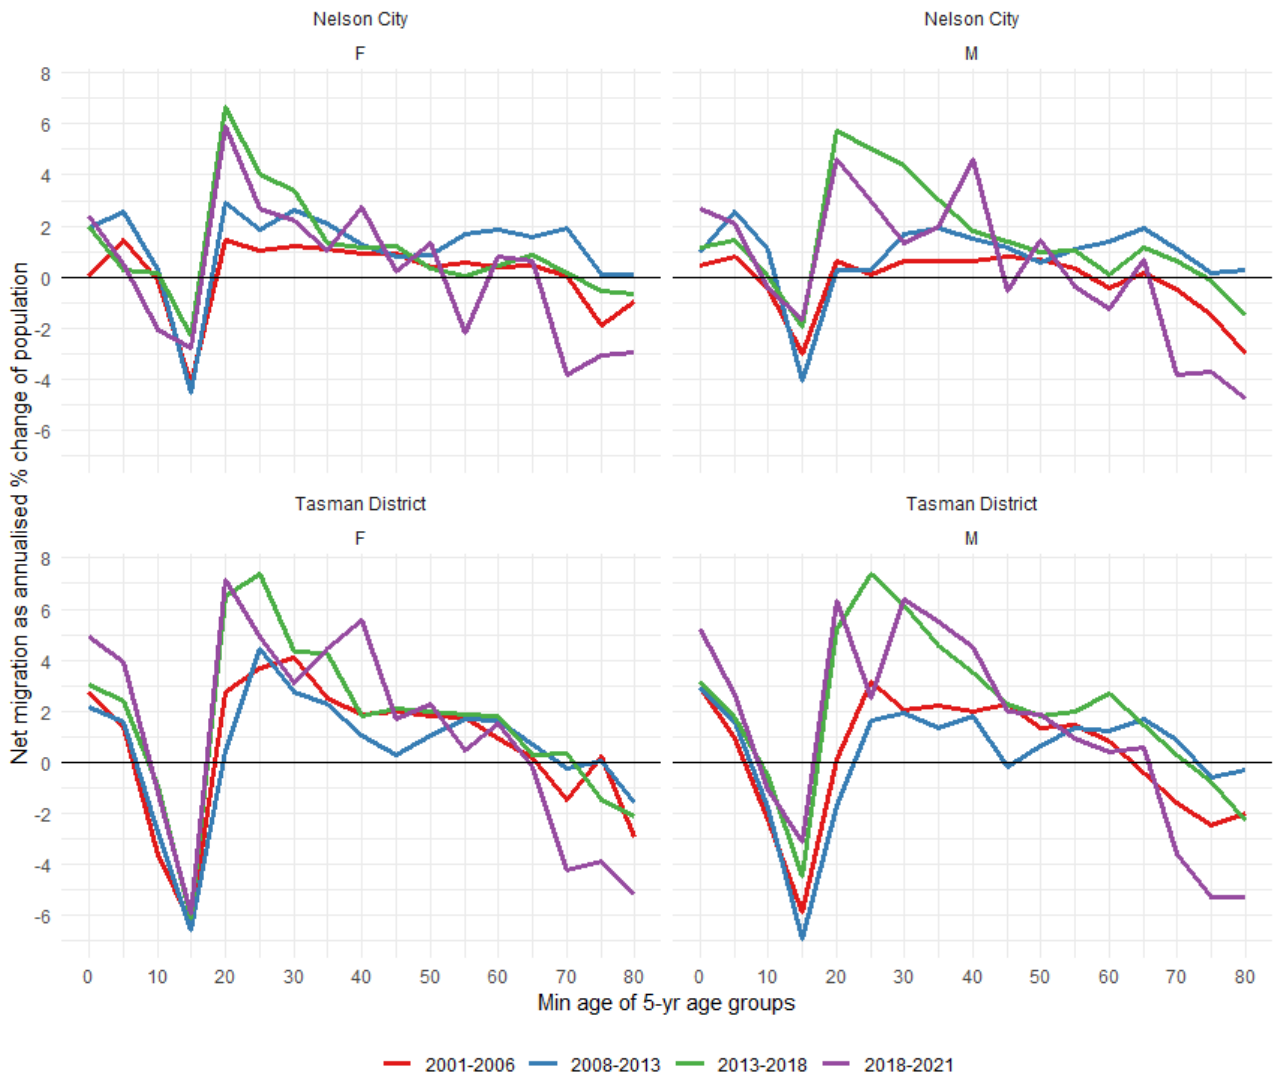 Nelson City
Nelson City
F
M
8
6
4
2
0
-2
-4
-6
Net migration as annualised % change of population
Tasman District
Tasman District
F
M
8
6
4
2
0
-2
-4
-6
0 10 20 30 40 50 60 70 80
0 10 20 30 40 50 60 70 80
Min age of 5-yr age groups
2001-2006 2008-2013 2013-2018 2018-2021